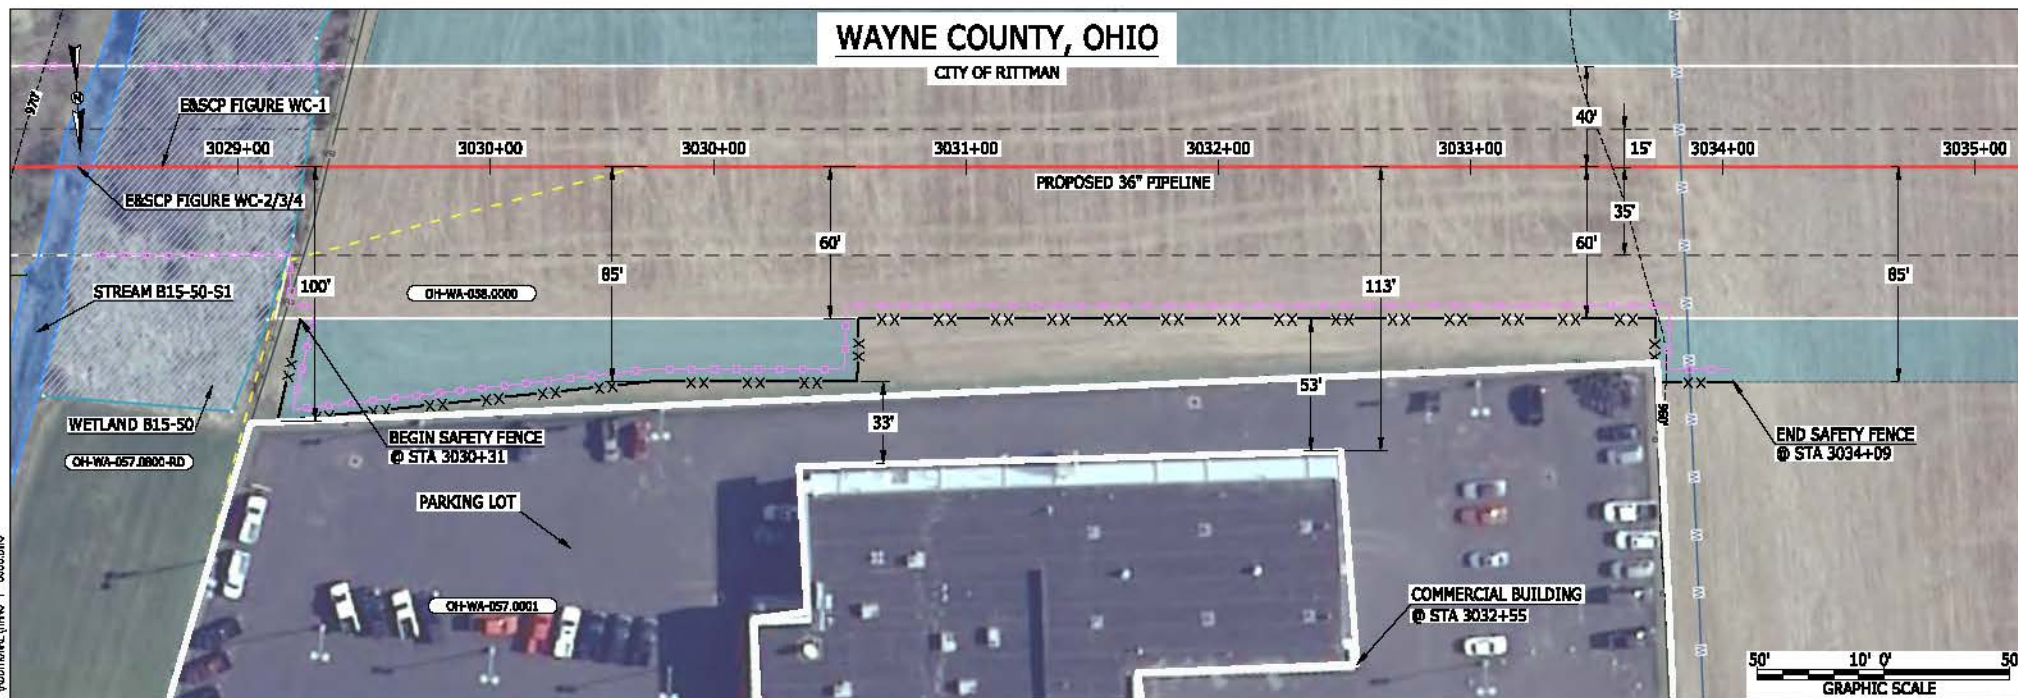 WAYNE COUNTY, OHIO
CITY OF RITTMAN
970'
E&SCP FIGURE WC-1
40'
3029+00
3030+00
3030+00
3031+00
3032+00
3033+00
15'
3034+00
3035+00
PROPOSED 36" PIPELINE
E&SCP FIGURE WC-2/3/4
35'
60'
60'
85'
85'
100'
113'
STREAM B15-50-S1
OH-WA-058.0000
53'
33'
WETLAND B15-50
960'
BEGIN SAFETY FENCE
@ STA 3030+31
END SAFETY FENCE
@ STA 3034+09
OH-WA-057.0800-RD
PARKING LOT
COMMERCIAL BUILDING
@ STA 3032+55
OH-WA-057.0001
50'
10'
0'
50
GRAPHIC SCALE